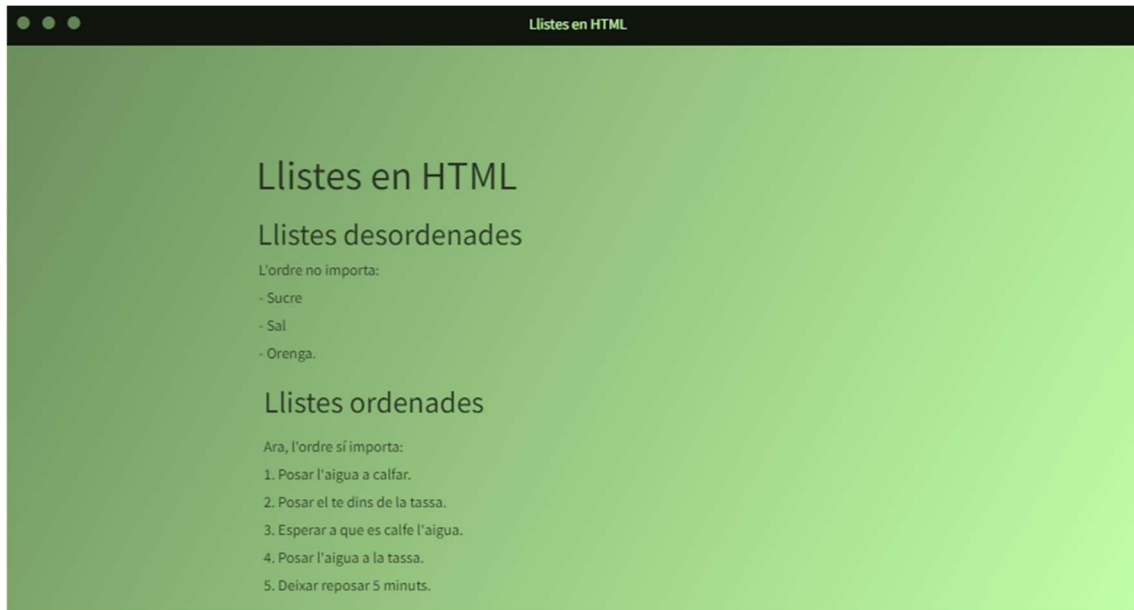 Llistes en HTML
Llistes en HTML
Llistes desordenades
L'ordre no importa:
- Sucre
- Sal
- Orenga.
Llistes ordenades
Ara, l'ordre sí importa:
1. Posar l'aigua a calfar.
2. Posar el te dins de la tassa.
3. Esperar a que es calfe l'aigua.
4. Posar l'aigua a la tassa.
5. Deixar reposar 5 minuts.